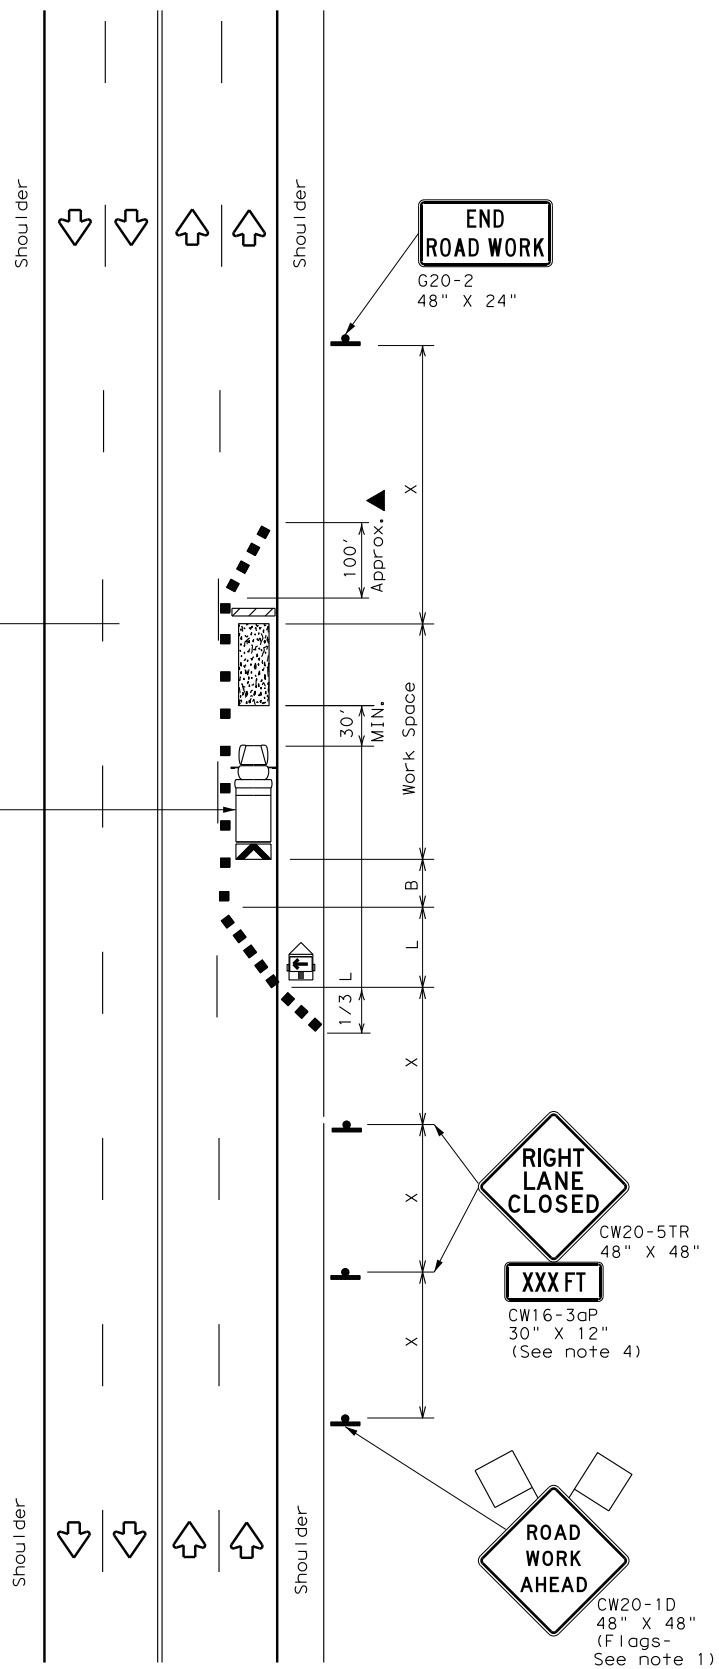 Shoulder
Shoulder
END
ROAD WORK
G20-2
48" X 24"
X
100'
Approx.
30'
MIN.
Work Space
B
L
1/3 L
X
X
X
RIGHT
LANE
CLOSED
CW20-5TR
48" X 48"
XXX FT
CW16-3aP
30" X 12"
(See note 4)
Shoulder
Shoulder
ROAD
WORK
AHEAD
CW20-1D
48" X 48"
(Flags-
See note 1)